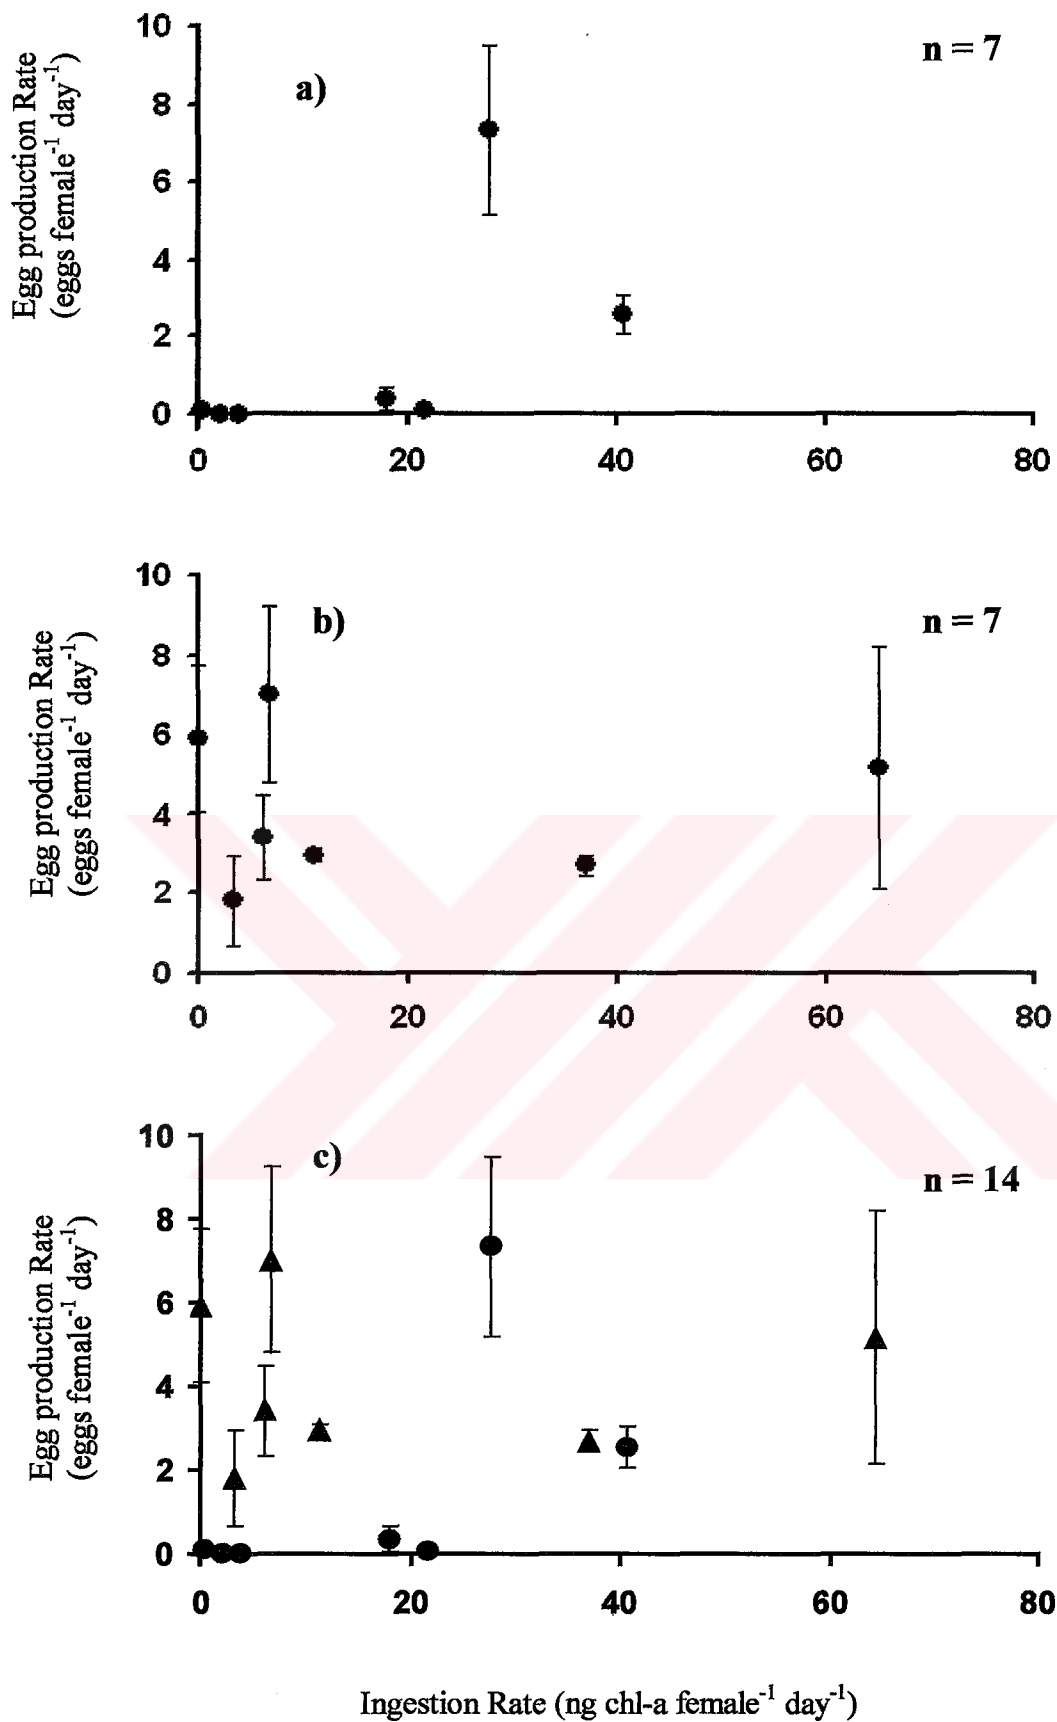 10
8
6
4
2
0
Egg production Rate
(eggs female⁻¹ day⁻¹)
a)
n = 7
0 20 40 60 80
10
8
6
4
2
0
Egg production Rate
(eggs female⁻¹ day⁻¹)
b)
n = 7
0 20 40 60 80
10
8
6
4
2
0
Egg production Rate
(eggs female⁻¹ day⁻¹)
c)
n = 14
0 20 40 60 80
Ingestion Rate (ng chl-a female⁻¹ day⁻¹)